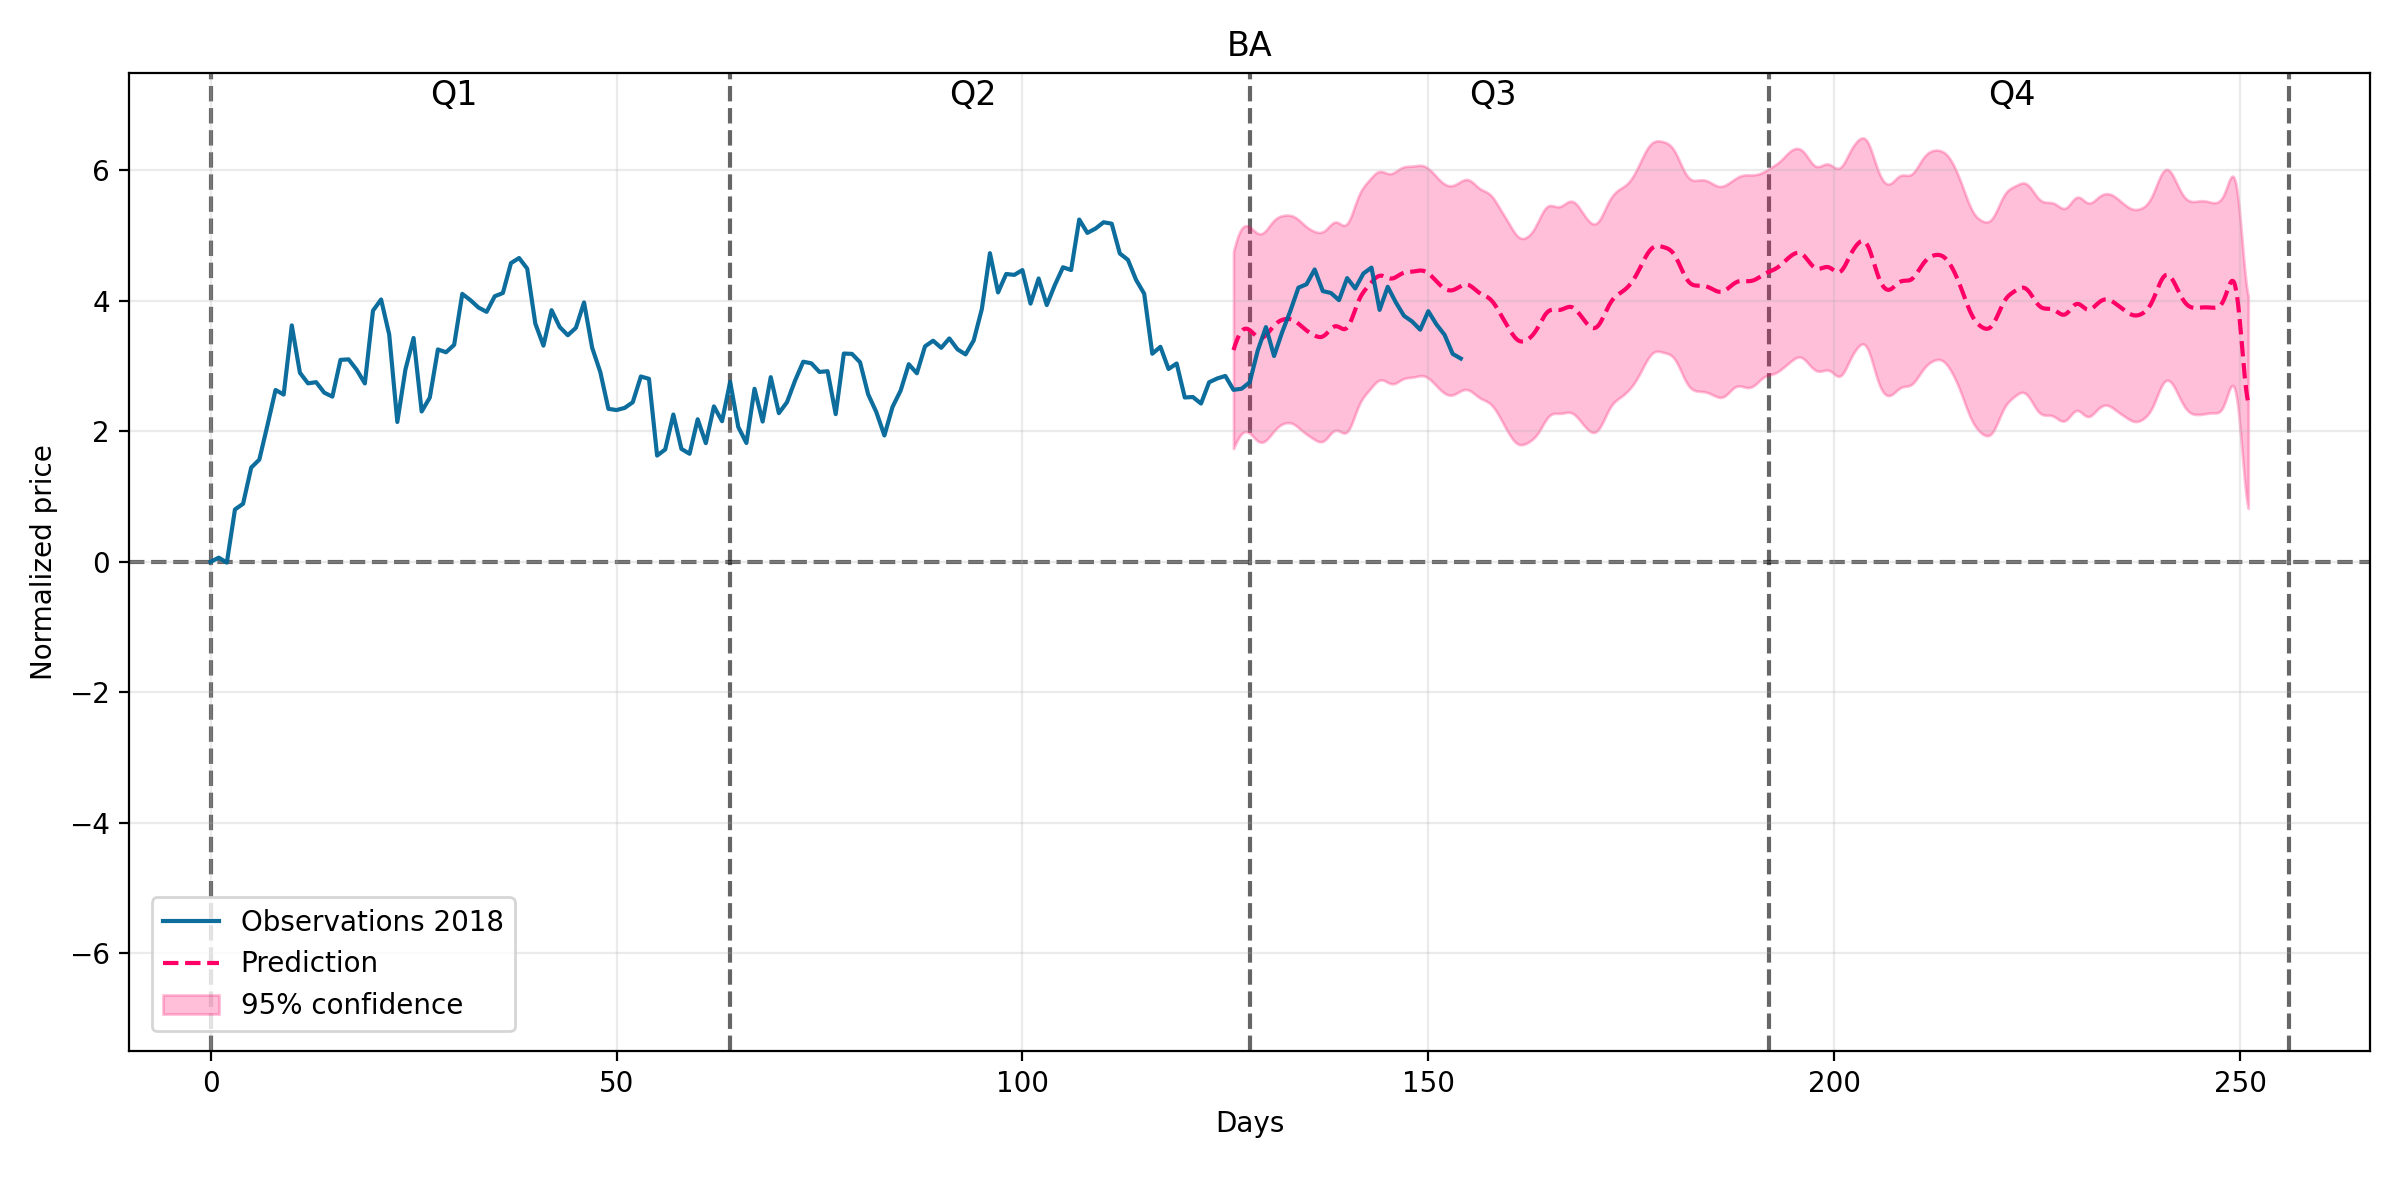 BA
Q1 Q2 Q3 Q4
6
4
2
0
−2
−4
−6
Normalized price
Observations 2018
Prediction
95% confidence
0 50 100 150 200 250
Days